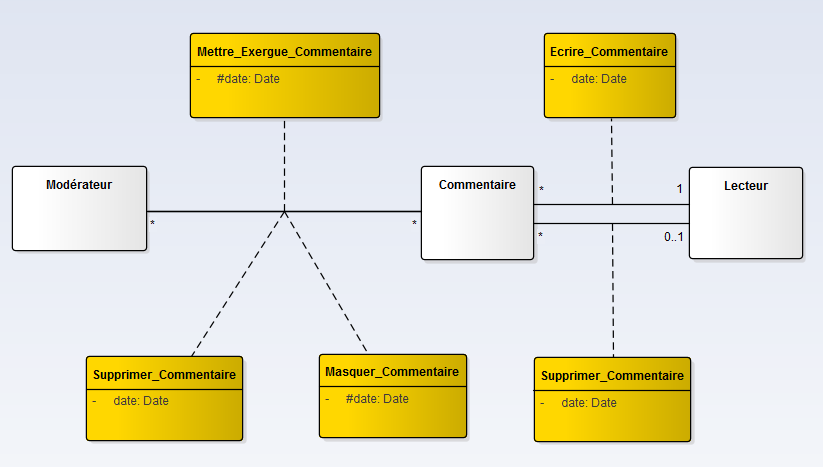 Mettre_Exergue_Commentaire
- #date: Date
Ecrire_Commentaire
- date: Date
Modérateur
*
*
Commentaire
*
1
*
0..1
Lecteur
Supprimer_Commentaire
- date: Date
Masquer_Commentaire
- #date: Date
Supprimer_Commentaire
- date: Date